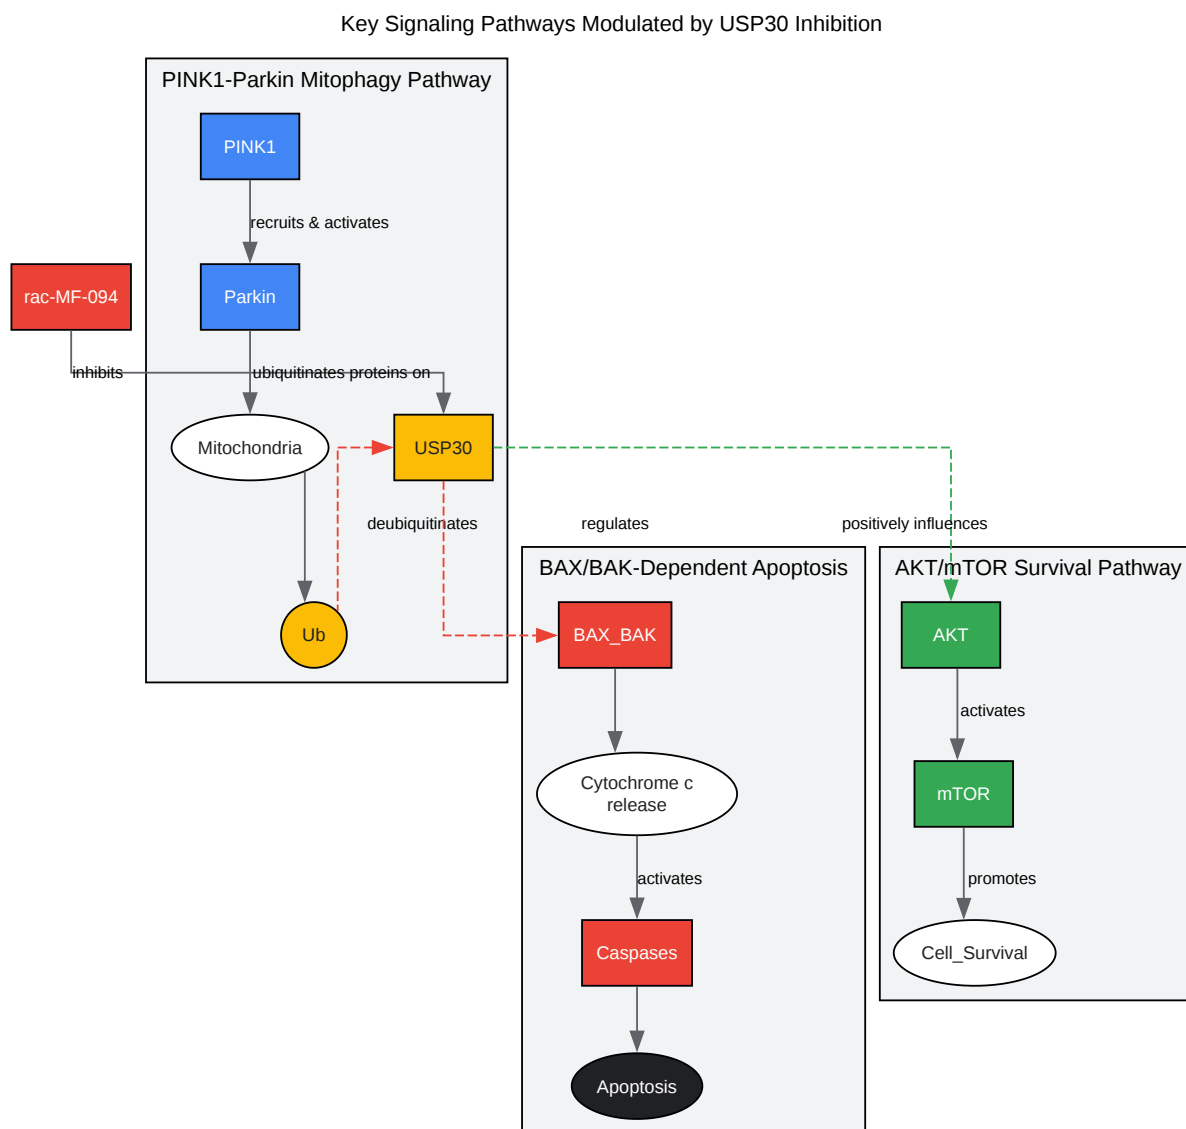 Key Signaling Pathways Modulated by USP30 Inhibition
PINK1-Parkin Mitophagy Pathway
PINK1
recruits & activates
rac-MF-094
Parkin
inhibits
ubiquitinates proteins on
Mitochondria
USP30
deubiquitinates
regulates
positively influences
Ub
BAX/BAK-Dependent Apoptosis
BAX_BAK
Cytochrome c
release
activates
Caspases
Apoptosis
AKT/mTOR Survival Pathway
AKT
activates
mTOR
promotes
Cell_Survival